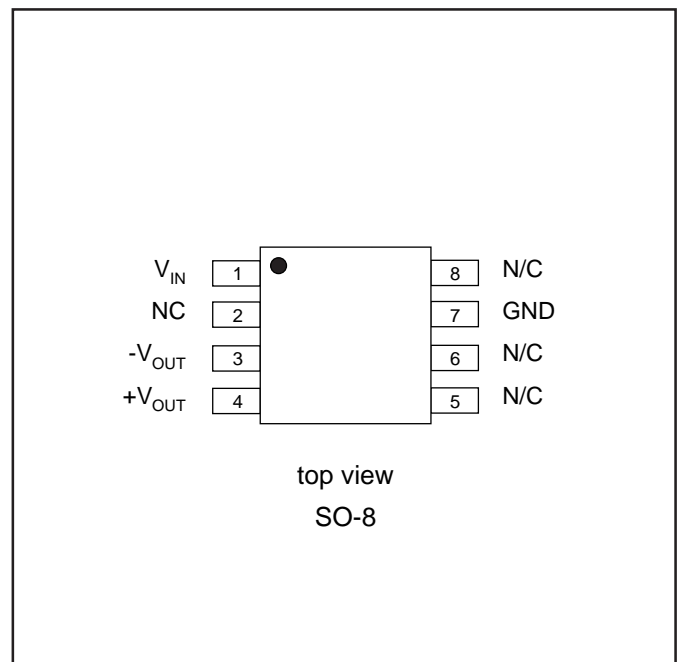 V_IN 1 8 N/C
NC 2 7 GND
-V_OUT 3 6 N/C
+V_OUT 4 5 N/C
top view
SO-8